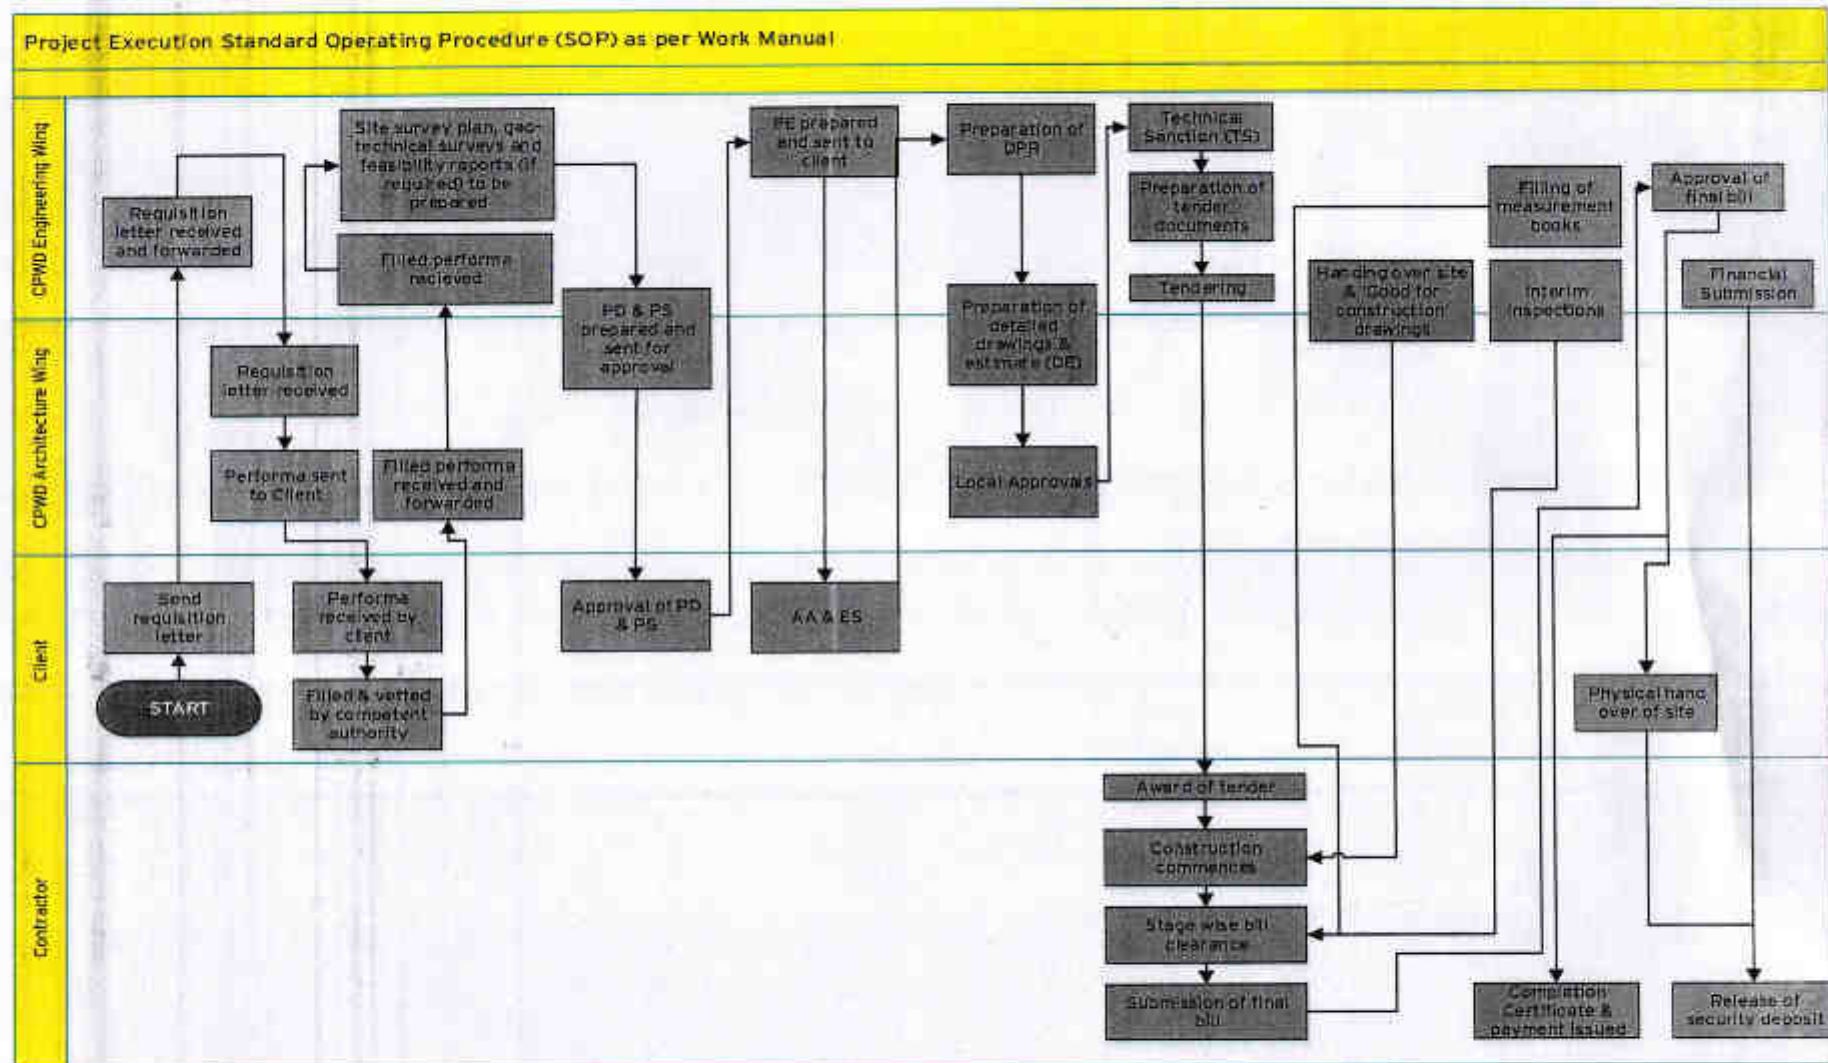 Project Execution Standard Operating Procedure (SOP) as per Work Manual
CPWD Engineering Wing
Requisition
letter received
and forwarded
Site survey plan, geo-
technical surveys and
feasibility reports (if
required) to be
prepared
Filled performa
recieved
PD & PS
prepared and
sent for
approval
PE prepared
and sent to
client
Preparation of
DPR
Preparation of
detailed
drawings &
estimate (DE)
Technical
Sanction (TS)
Preparation of
tender
documents
Tendering
Handing over site
& 'Good for
construction'
drawings
Filling of
measurement
books
Interim
inspections
Approval of
final bill
Financial
Submission
CPWD Architecture Wing
Requisition
letter received
Performa sent
to Client
Filled performa
received and
forwarded
Local Approvals
Client
Send
requisition
letter
START
Performa
received by
client
Filled & vetted
by competent
authority
Approval of PD
& PS
AA & ES
Physical hand
over of site
Contractor
Award of tender
Construction
commences
Stage wise bill
clearance
Submission of final
bill
Completion
Certificate &
payment issued
Release of
security deposit